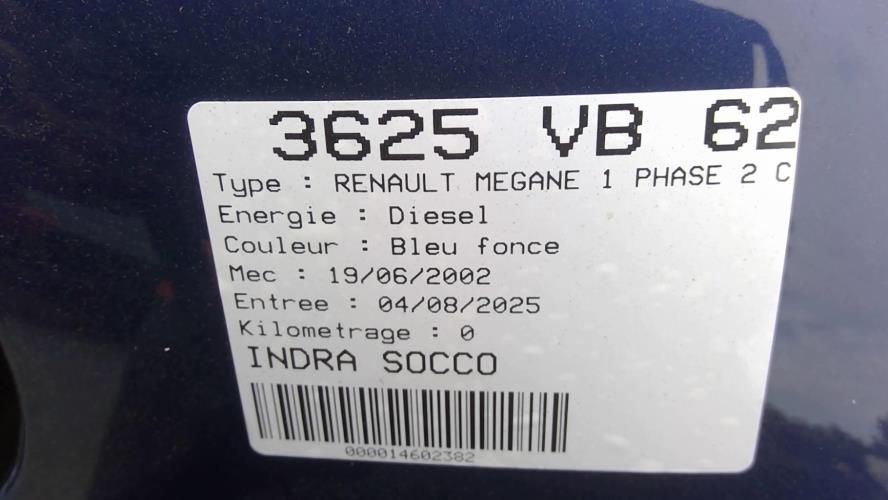 3625 VB 62
Type : RENAULT MEGANE 1 PHASE 2 C
Energie : Diesel
Couleur : Bleu fonce
Mec : 19/06/2002
Entree : 04/08/2025
Kilometrage : 0
INDRA SOCCO
000014602382